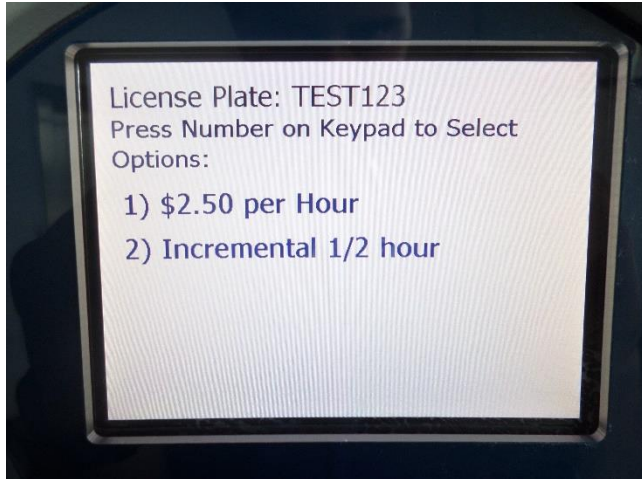 License Plate: TEST123
Press Number on Keypad to Select
Options:
1) $2.50 per Hour
2) Incremental 1/2 hour